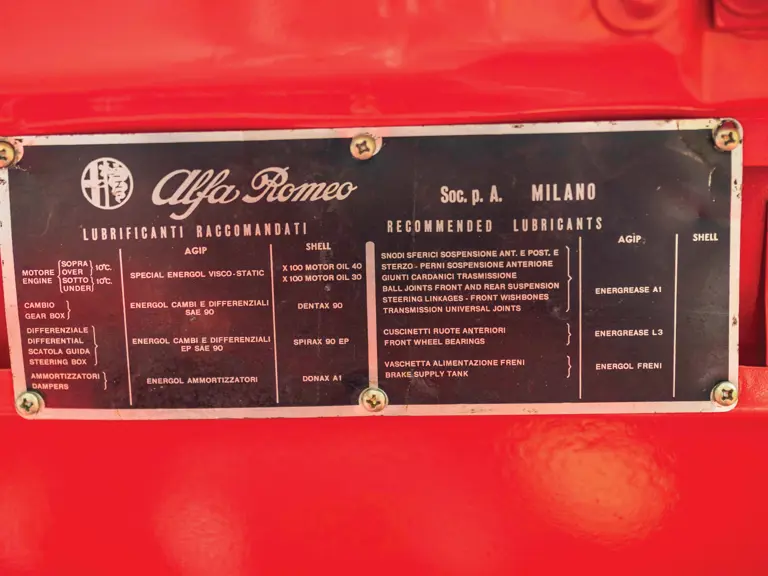 Alfa Romeo Soc. p. A. MILANO
LUBRIFICANTI RACCOMANDATI
AGIP SHELL
MOTORE SOPRA 10°C. SPECIAL ENERGOL VISCO-STATIC X 100 MOTOR OIL 40
ENGINE OVER X 100 MOTOR OIL 30
SOTTO 10°C.
UNDER
CAMBIO ENERGOL CAMBI E DIFFERENZIALI DENTAX 90
GEAR BOX SAE 90
DIFFERENZIALE
DIFFERENTIAL ENERGOL CAMBI E DIFFERENZIALI SPIRAX 90 EP
SCATOLA GUIDA EP SAE 90
STEERING BOX
AMMORTIZZATORI ENERGOL AMMORTIZZATORI DONAX A1
DAMPERS
RECOMMENDED LUBRICANTS
AGIP SHELL
SNODI SFERICI SOSPENSIONE ANT. E POST. E
STERZO - PERNI SOSPENSIONE ANTERIORE
GIUNTI CARDANICI TRASMISSIONE
BALL JOINTS FRONT AND REAR SUSPENSION ENERGREASE A1
STEERING LINKAGES - FRONT WISHBONES
TRANSMISSION UNIVERSAL JOINTS
CUSCINETTI RUOTE ANTERIORI ENERGREASE L3
FRONT WHEEL BEARINGS
VASCHETTA ALIMENTAZIONE FRENI ENERGOL FRENI
BRAKE SUPPLY TANK